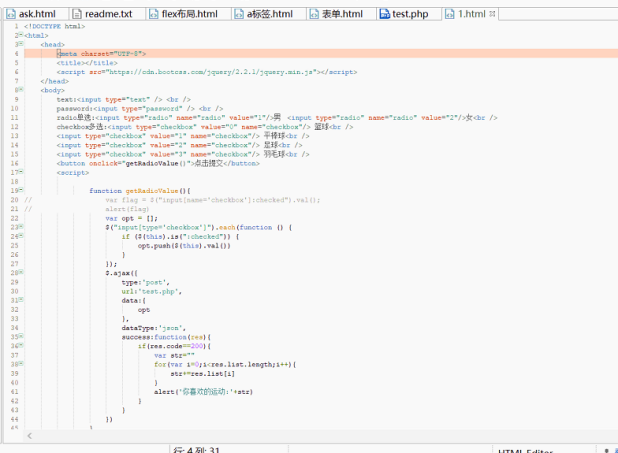 ask.html readme.txt flex布局.html a标签.html 表单.html test.php 1.html
1 <!DOCTYPE html>
2 <html>
3 <head>
4 <meta charset="UTF-8">
5 <title></title>
6 <script src="https://cdn.bootcss.com/jquery/2.2.1/jquery.min.js"></script>
7 </head>
8 <body>
9 text:<input type="text" /> <br />
10 password:<input type="password" /> <br />
11 radio单选:<input type="radio" name="radio" value="1"/>男 <input type="radio" name="radio" value="2"/>女<br />
12 checkbox多选:<input type="checkbox" value="0" name="checkbox"/> 篮球<br />
13 <input type="checkbox" value="1" name="checkbox"/> 平棒球<br />
14 <input type="checkbox" value="2" name="checkbox"/> 足球<br />
15 <input type="checkbox" value="3" name="checkbox"/> 羽毛球<br />
16 <button onclick="getRadioValue()">点击提交</button>
17 <script>
18
19 function getRadioValue(){
20 // var flag = $("input[name='checkbox']:checked").val();
21 // alert(flag)
22 var opt = [];
23 $("input[type='checkbox']").each(function () {
24 if ($(this).is(":checked")) {
25 opt.push($(this).val())
26 }
27 });
28 $.ajax({
29 type:'post',
30 url:'test.php',
31 data:{
32 opt
33 },
34 dataType:'json',
35 success:function(res){
36 if(res.code==200){
37 var str=""
38 for(var i=0;i<res.list.length;i++){
39 str+=res.list[i]
40 }
41 alert('你喜欢的运动:'+str)
42 }
43 }
44 })
45 }
行: 4 列: 31 HTML Editor